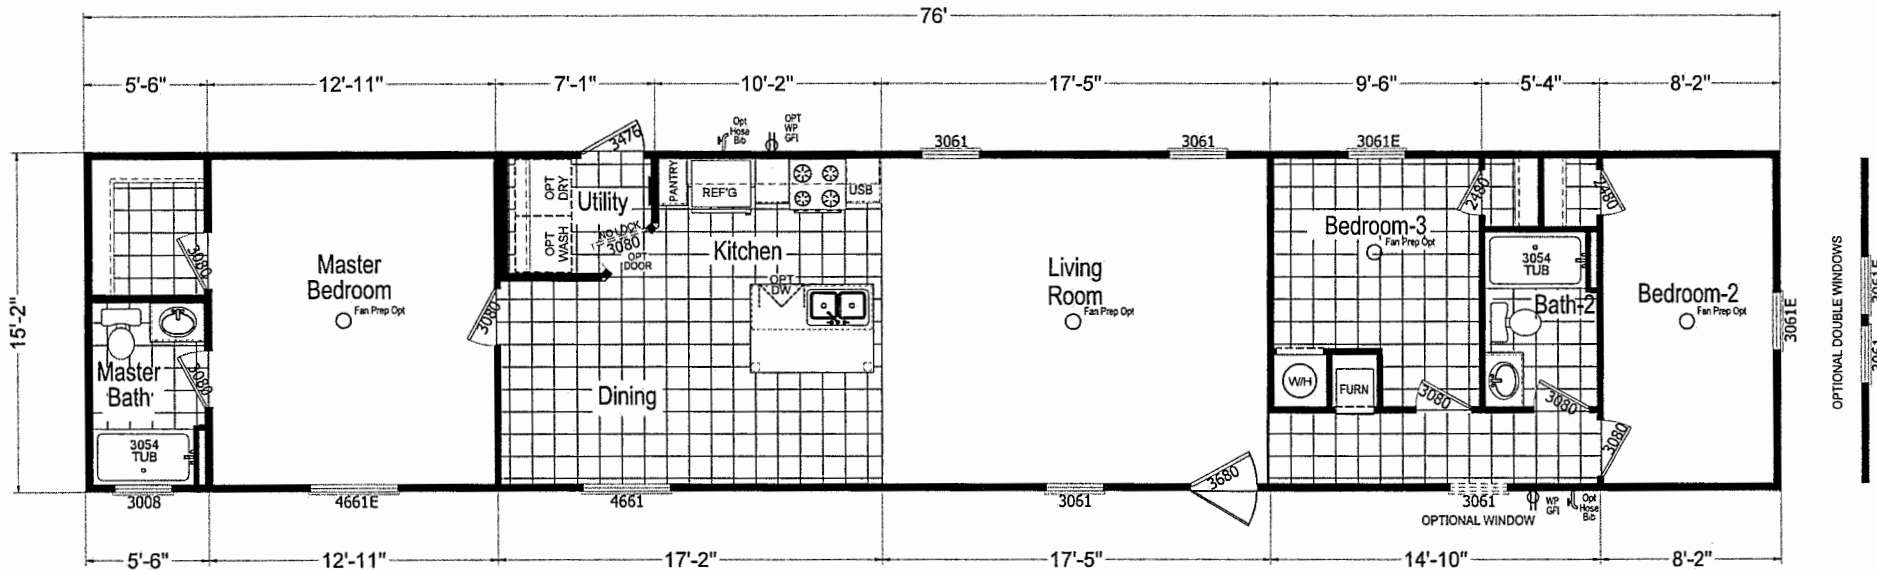 76'
5'-6" 12'-11" 7'-1" 10'-2" 17'-5" 9'-6" 5'-4" 8'-2"
15'-2"
3476
Opt
Hose
Bib
OPT
WP
GFI
3061
3061
3061E
OPT
DRY
OPT
WASH
Utility
NO LOCK
3080
OPT
DOOR
PANTRY
REF'G
USB
Kitchen
OPT
DW
2480
2480
Bedroom-3
Fan Prep Opt
3080
Master
Bedroom
Fan Prep Opt
3080
Living
Room
Fan Prep Opt
3054
TUB
Bath-2
Bedroom-2
Fan Prep Opt
3061E
OPTIONAL DOUBLE WINDOWS
3061E
3061
Master
Bath
3080
3054
TUB
Dining
W/H
FURN
3080
3080
3080
3680
3008
4661E
4661
3061
3061
OPTIONAL WINDOW
WP
GFI
Opt
Hose
Bib
5'-6" 12'-11" 17'-2" 17'-5" 14'-10" 8'-2"